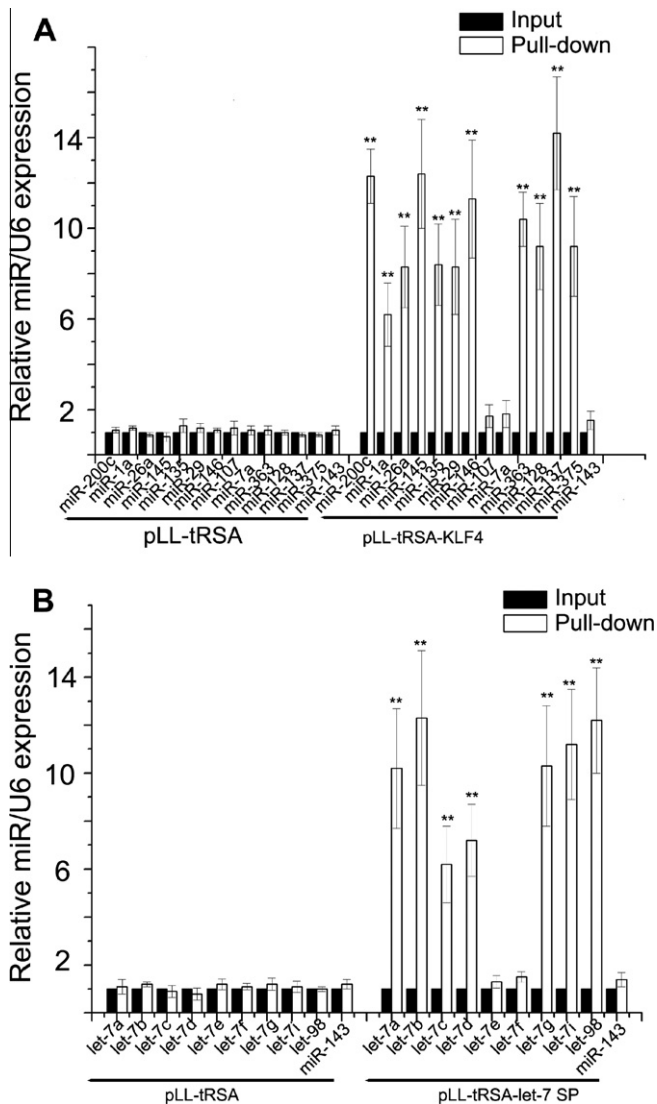 A
Input
Pull-down
Relative miR/U6 expression
14
10
6
2
** ** ** ** ** ** ** ** ** ** **
miR-200c miR-1a miR-26a miR-145 miR-135 miR-29 miR-146 miR-107 miR-7a miR-363 miR-128 miR-137 miR-375 miR-143 miR-200c miR-1a miR-26a miR-145 miR-135 miR-29 miR-146 miR-107 miR-7a miR-363 miR-128 miR-137 miR-375 miR-143
pLL-tRSA pLL-tRSA-KLF4
B
Input
Pull-down
Relative miR/U6 expression
14
10
6
2
** ** ** ** ** ** **
let-7a let-7b let-7c let-7d let-7e let-7f let-7g let-7i let-98 miR-143 let-7a let-7b let-7c let-7d let-7e let-7f let-7g let-7i let-98 miR-143
pLL-tRSA pLL-tRSA-let-7 SP